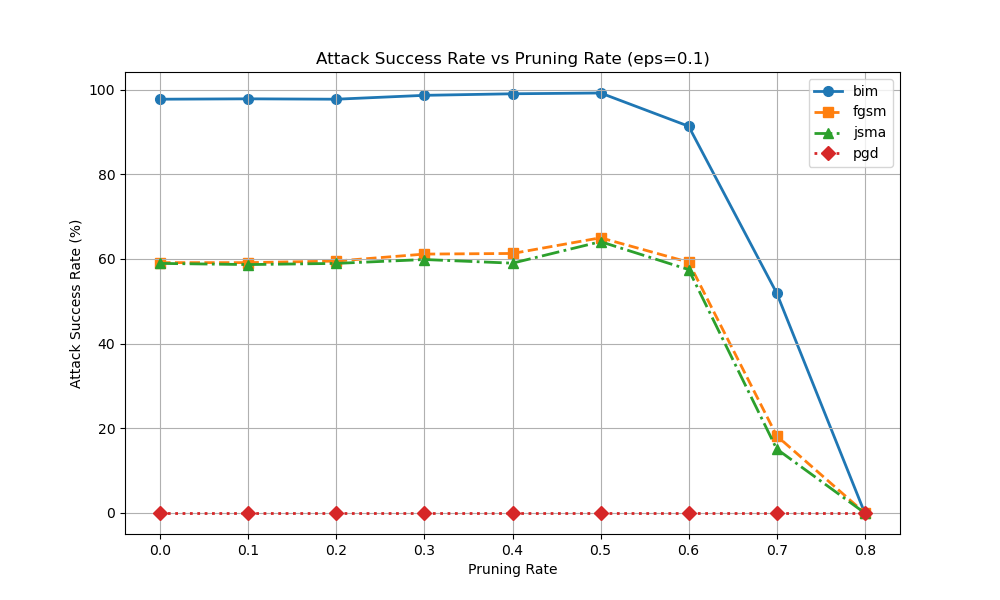 Attack Success Rate vs Pruning Rate (eps=0.1)
bim
fgsm
jsma
pgd
Attack Success Rate (%)
100
80
60
40
20
0
0.0 0.1 0.2 0.3 0.4 0.5 0.6 0.7 0.8
Pruning Rate